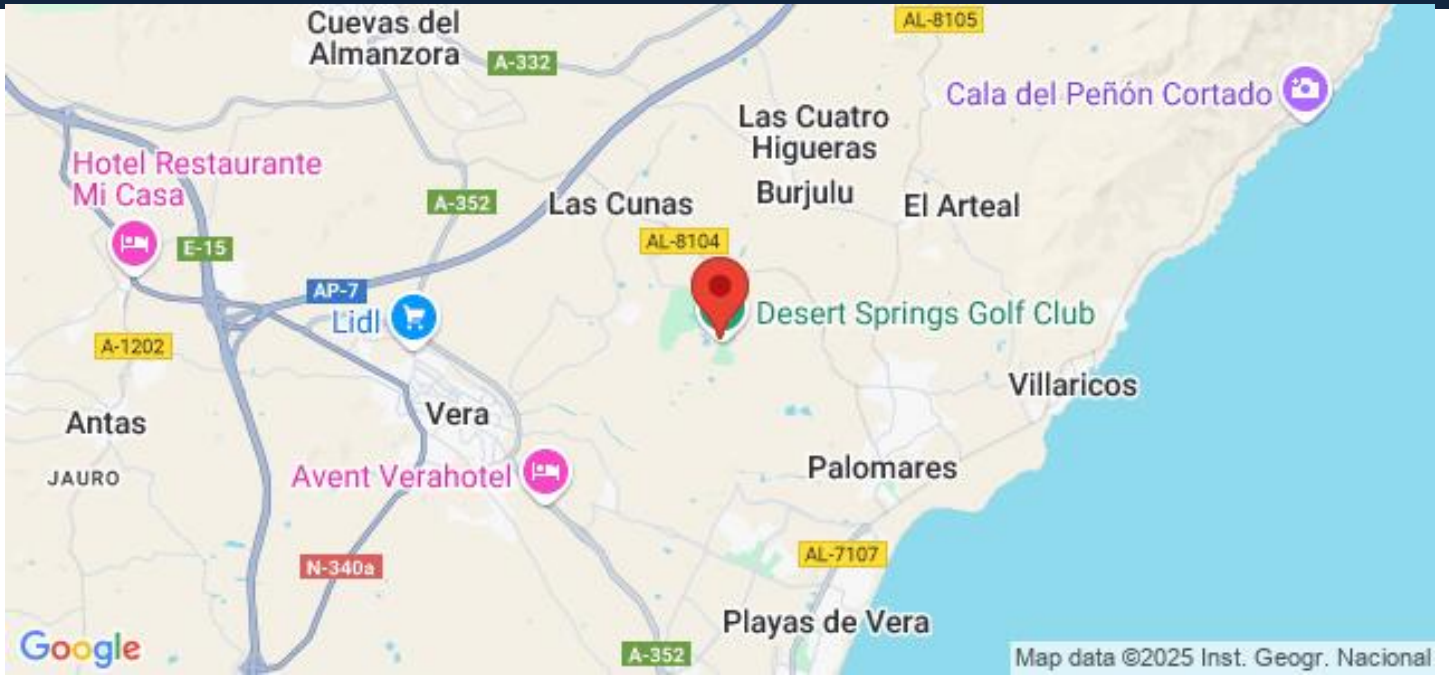 Cuevas del
Almanzora
A-332
AL-8105
Cala del Peñón Cortado
Las Cuatro
Higueras
Hotel Restaurante
Mi Casa
A-352
Las Cunas
Burjulu
El Arteal
E-15
AL-8104
AP-7
Lidl
Desert Springs Golf Club
A-1202
Villaricos
Antas
Vera
JAURO
Avent Verahotel
Palomares
AL-7107
N-340a
Playas de Vera
Google
A-352
Map data ©2025 Inst. Geogr. Nacional